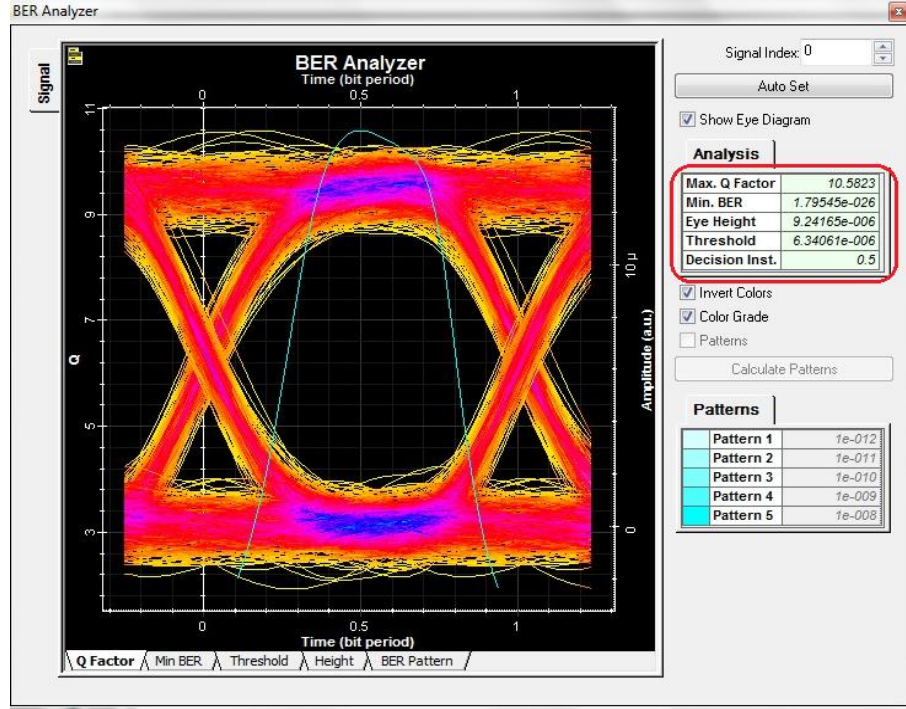 BER Analyzer
Signal
BER Analyzer
Time (bit period)
0 0.5 1
Q
11
9
7
5
3
Amplitude (a.u.)
10 µ
0
0 0.5 1
Time (bit period)
Q Factor Min BER Threshold Height BER Pattern
Signal Index: 0
Auto Set
Show Eye Diagram
Analysis
Max. Q Factor 10.5823
Min. BER 1.79545e-026
Eye Height 9.24165e-006
Threshold 6.34061e-006
Decision Inst. 0.5
Invert Colors
Color Grade
Patterns
Calculate Patterns
Patterns
Pattern 1 1e-012
Pattern 2 1e-011
Pattern 3 1e-010
Pattern 4 1e-009
Pattern 5 1e-008